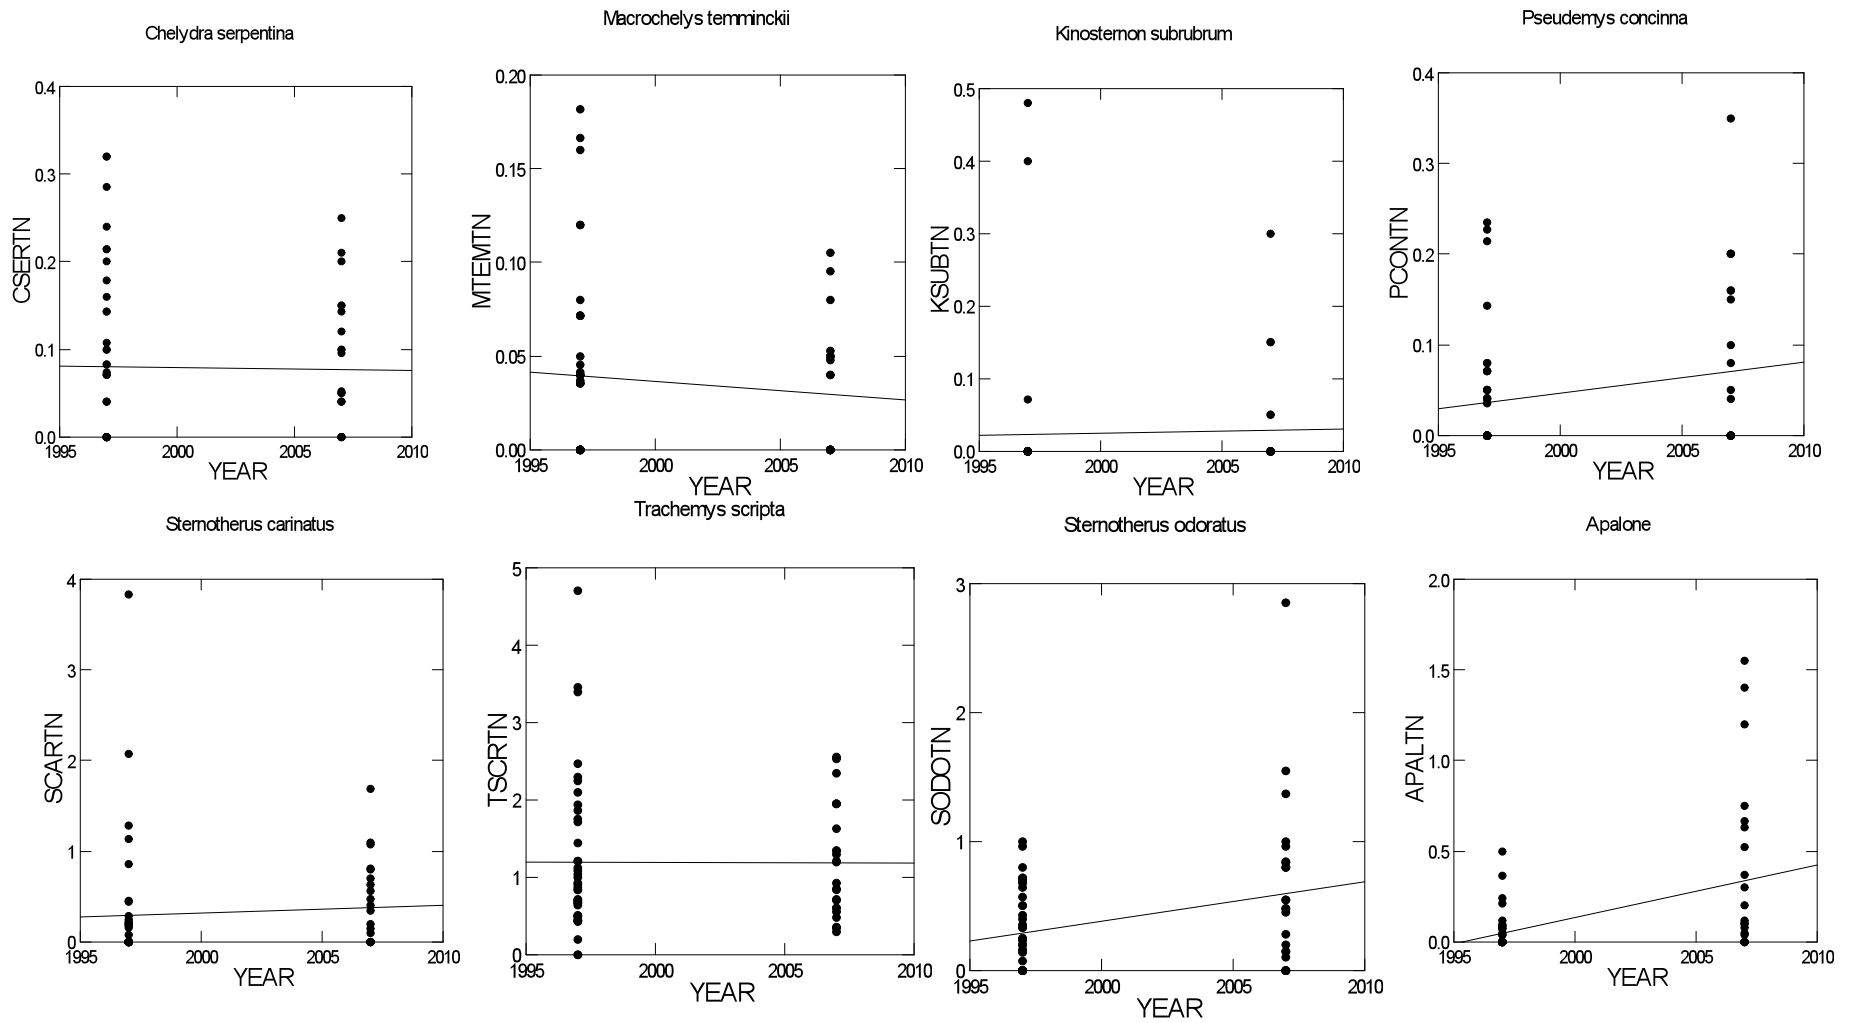 Chelydra serpentina
0.4
0.3
0.2
0.1
0.0
1995 2000 2005 2010
CSERTN
YEAR
Macrochelys temminckii
0.20
0.15
0.10
0.05
0.00
1995 2000 2005 2010
MTEMTN
YEAR
Kinosternon subrubrum
0.5
0.4
0.3
0.2
0.1
0.0
1995 2000 2005 2010
KSUBTN
YEAR
Pseudemys concinna
0.4
0.3
0.2
0.1
0.0
1995 2000 2005 2010
PCONTN
YEAR
Sternotherus carinatus
4
3
2
1
0
1995 2000 2005 2010
SCARTN
YEAR
Trachemys scripta
5
4
3
2
1
0
1995 2000 2005 2010
TSCRTN
YEAR
Sternotherus odoratus
3
2
1
0
1995 2000 2005 2010
SODOTN
YEAR
Apalone
2.0
1.5
1.0
0.5
0.0
1995 2000 2005 2010
APALTN
YEAR